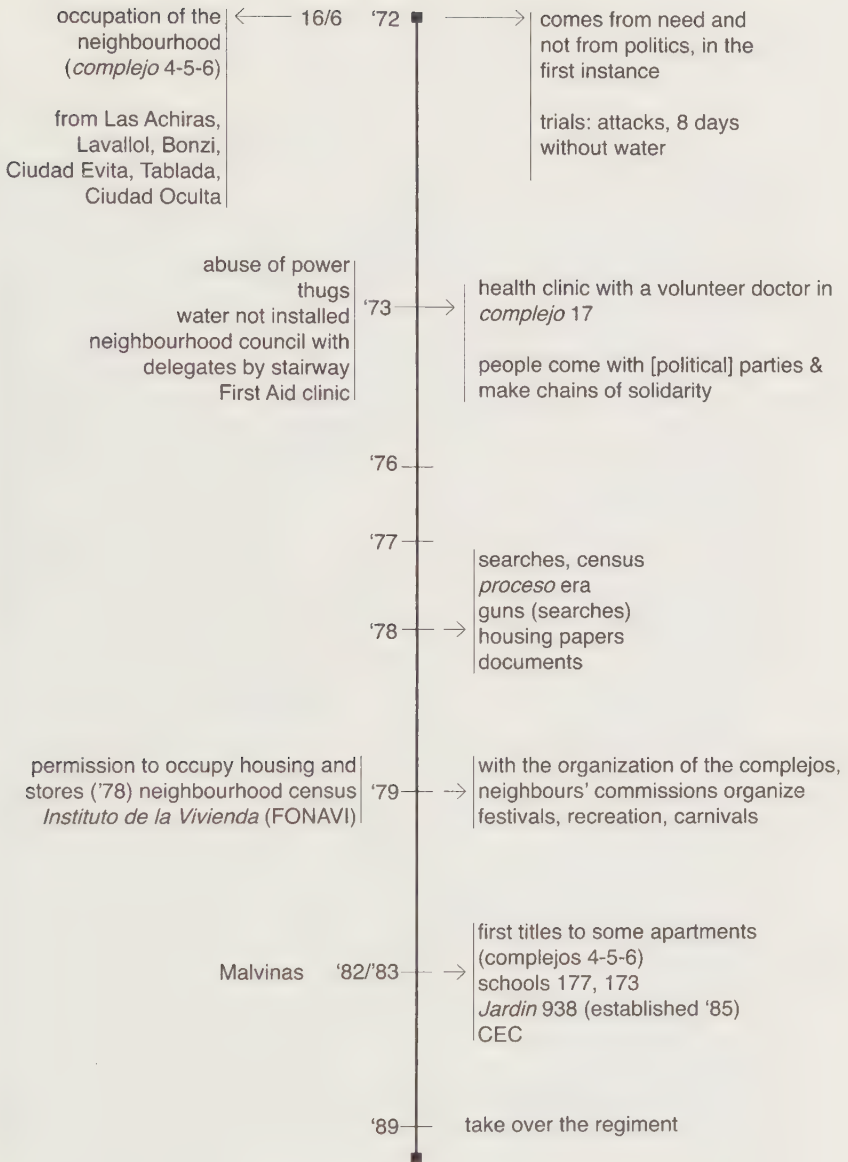 occupation of the
neighbourhood
(complejo 4-5-6)
from Las Achiras,
Lavallol, Bonzi,
Ciudad Evita, Tablada,
Ciudad Oculta
16/6
‘72
comes from need and
not from politics, in the
first instance
trials: attacks, 8 days
without water
abuse of power
thugs
water not installed
neighbourhood council with
delegates by stairway
First Aid clinic
‘73
health clinic with a volunteer doctor in
complejo 17
people come with [political] parties &
make chains of solidarity
‘76
‘77
‘78
searches, census
proceso era
guns (searches)
housing papers
documents
permission to occupy housing and
stores (’78) neighbourhood census
Instituto de la Vivienda (FONAVI)
‘79
with the organization of the complejos,
neighbours’ commissions organize
festivals, recreation, carnivals
Malvinas
‘82/‘83
first titles to some apartments
(complejos 4-5-6)
schools 177, 173
Jardin 938 (established ‘85)
CEC
‘89
take over the regiment